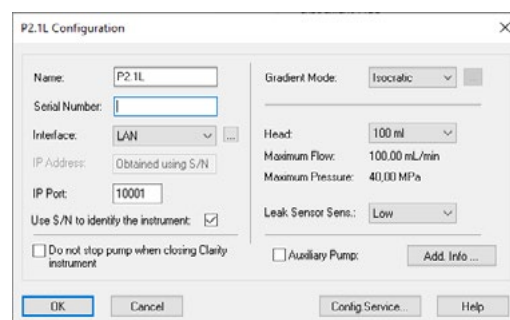 P2.1L Configuration
Name: P2.1L
Serial Number:
Interface: LAN ...
IP Address: Obtained using S/N
IP Port: 10001
Use S/N to identify the instrument:
Do not stop pump when closing Clarity
instrument
Gradient Mode: Isocratic ...
Head: 100 ml
Maximum Flow: 100.00 mL/min
Maximum Pressure: 40,00 MPa
Leak Sensor Sens.: Low
Auxiliary Pump: Add. Info ...
OK Cancel Config Service... Help